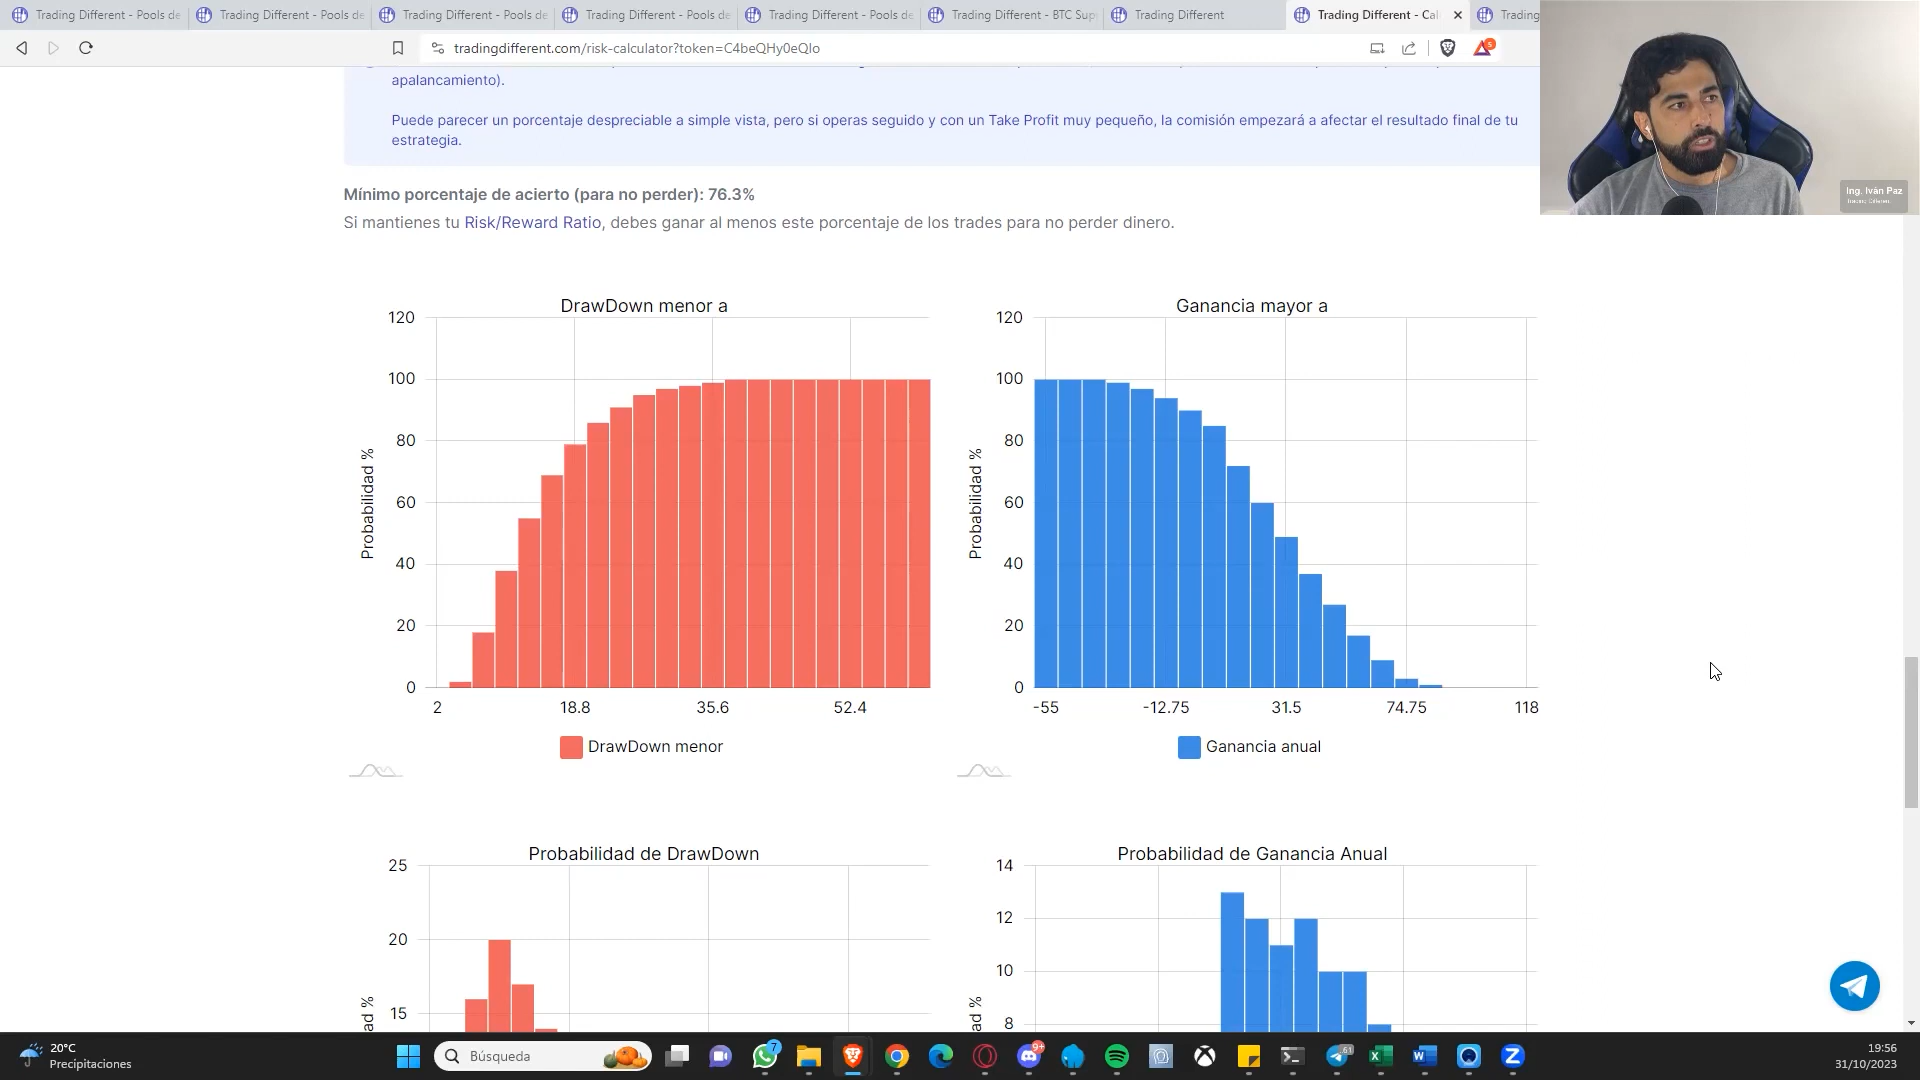 Trading Different - Pools de
Trading Different - Pools de
Trading Different - Pools de
Trading Different - Pools de
Trading Different - Pools de
Trading Different - BTC Sup
Trading Different
Trading Different - Cal
Trading
tradingdifferent.com/risk-calculator?token=C4beQHy0eQlo
5
apalancamiento).
Puede parecer un porcentaje despreciable a simple vista, pero si operas seguido y con un Take Profit muy pequeño, la comisión empezará a afectar el resultado final de tu
estrategia.
Ing. Iván Paz
Mínimo porcentaje de acierto (para no perder): 76.3%
Si mantienes tu Risk/Reward Ratio, debes ganar al menos este porcentaje de los trades para no perder dinero.
DrawDown menor a
120
100
80
60
40
20
0
Probabilidad %
2 18.8 35.6 52.4
DrawDown menor
Ganancia mayor a
120
100
80
60
40
20
0
Probabilidad %
-55 -12.75 31.5 74.75 118
Ganancia anual
Probabilidad de DrawDown
25
20
15
ad %
Probabilidad de Ganancia Anual
14
12
10
8
ad %
20°C
Precipitaciones
Búsqueda
7
9+
61
19:56
31/10/2023